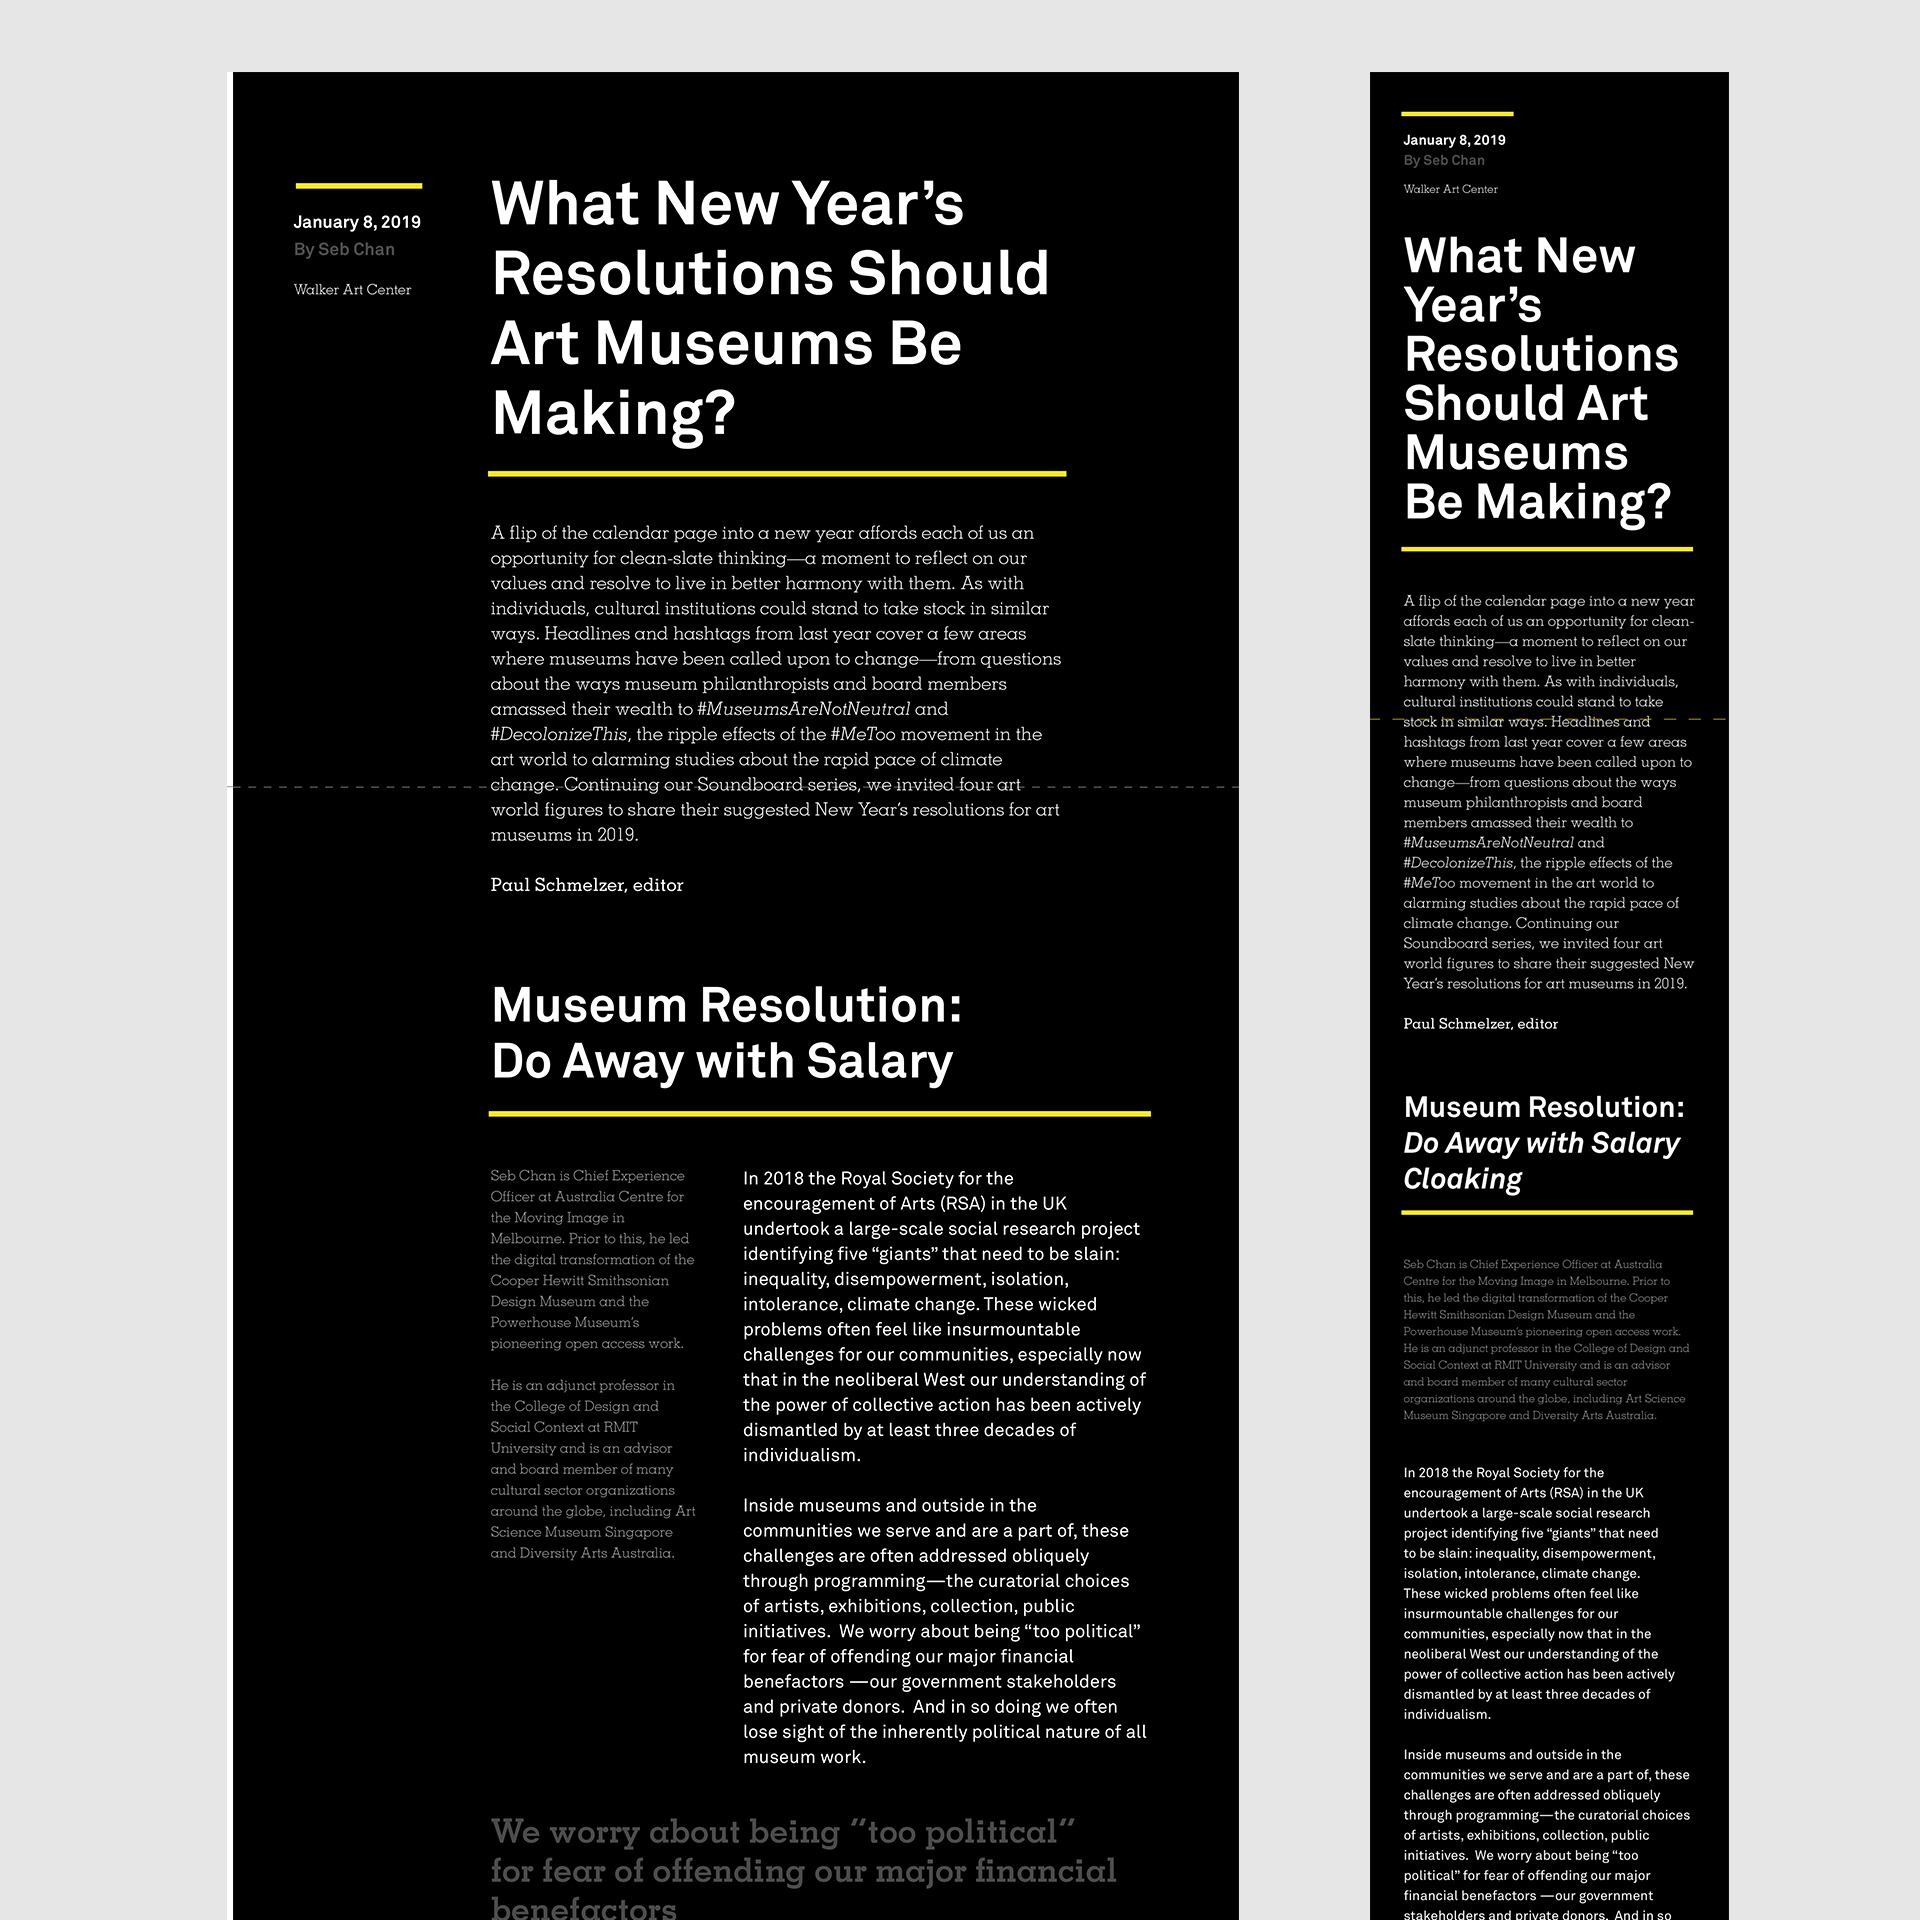 January 8, 2019
By Seb Chan
Walker Art Center
What New Year’s
Resolutions Should
Art Museums Be
Making?
A flip of the calendar page into a new year affords each of us an
opportunity for clean-slate thinking—a moment to reflect on our
values and resolve to live in better harmony with them. As with
individuals, cultural institutions could stand to take stock in similar
ways. Headlines and hashtags from last year cover a few areas
where museums have been called upon to change—from questions
about the ways museum philanthropists and board members
amassed their wealth to #MuseumsAreNotNeutral and
#DecolonizeThis, the ripple effects of the #MeToo movement in the
art world to alarming studies about the rapid pace of climate
change. Continuing our Soundboard series, we invited four art
world figures to share their suggested New Year’s resolutions for art
museums in 2019.
Paul Schmelzer, editor
Museum Resolution:
Do Away with Salary
Seb Chan is Chief Experience
Officer at Australia Centre for
the Moving Image in
Melbourne. Prior to this, he led
the digital transformation of the
Cooper Hewitt Smithsonian
Design Museum and the
Powerhouse Museum’s
pioneering open access work.
He is an adjunct professor in
the College of Design and
Social Context at RMIT
University and is an advisor
and board member of many
cultural sector organizations
around the globe, including Art
Science Museum Singapore
and Diversity Arts Australia.
In 2018 the Royal Society for the
encouragement of Arts (RSA) in the UK
undertook a large-scale social research project
identifying five “giants” that need to be slain:
inequality, disempowerment, isolation,
intolerance, climate change. These wicked
problems often feel like insurmountable
challenges for our communities, especially now
that in the neoliberal West our understanding of
the power of collective action has been actively
dismantled by at least three decades of
individualism.
Inside museums and outside in the
communities we serve and are a part of, these
challenges are often addressed obliquely
through programming—the curatorial choices
of artists, exhibitions, collection, public
initiatives.  We worry about being “too political”
for fear of offending our major financial
benefactors —our government stakeholders
and private donors.  And in so doing we often
lose sight of the inherently political nature of all
museum work.
We worry about being “too political”
for fear of offending our major financial
benefactors
January 8, 2019
By Seb Chan
Walker Art Center
What New
Year’s
Resolutions
Should Art
Museums
Be Making?
A flip of the calendar page into a new year
affords each of us an opportunity for clean-
slate thinking—a moment to reflect on our
values and resolve to live in better
harmony with them. As with individuals,
cultural institutions could stand to take
stock in similar ways. Headlines and
hashtags from last year cover a few areas
where museums have been called upon to
change—from questions about the ways
museum philanthropists and board
members amassed their wealth to
#MuseumsAreNotNeutral and
#DecolonizeThis, the ripple effects of the
#MeToo movement in the art world to
alarming studies about the rapid pace of
climate change. Continuing our
Soundboard series, we invited four art
world figures to share their suggested New
Year’s resolutions for art museums in 2019.
Paul Schmelzer, editor
Museum Resolution:
Do Away with Salary
Cloaking
Seb Chan is Chief Experience Officer at Australia
Centre for the Moving Image in Melbourne. Prior to
this, he led the digital transformation of the Cooper
Hewitt Smithsonian Design Museum and the
Powerhouse Museum’s pioneering open access work.
He is an adjunct professor in the College of Design and
Social Context at RMIT University and is an advisor
and board member of many cultural sector
organizations around the globe, including Art Science
Museum Singapore and Diversity Arts Australia.
In 2018 the Royal Society for the
encouragement of Arts (RSA) in the UK
undertook a large-scale social research
project identifying five “giants” that need
to be slain: inequality, disempowerment,
isolation, intolerance, climate change.
These wicked problems often feel like
insurmountable challenges for our
communities, especially now that in the
neoliberal West our understanding of the
power of collective action has been actively
dismantled by at least three decades of
individualism.
Inside museums and outside in the
communities we serve and are a part of, these
challenges are often addressed obliquely
through programming—the curatorial choices
of artists, exhibitions, collection, public
initiatives.  We worry about being “too
political” for fear of offending our major
financial benefactors —our government
stakeholders and private donors.  And in so